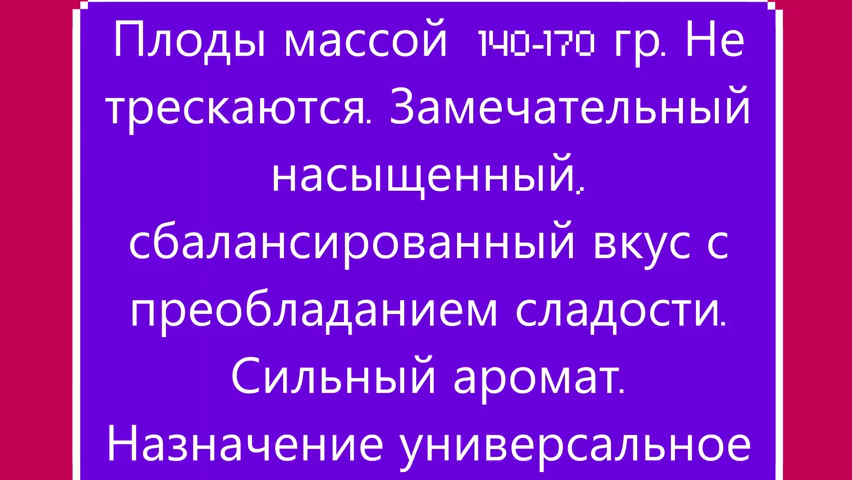 Плоды массой 140-170 гр. Не
трескаются. Замечательный
насыщенный,
сбалансированный вкус с
преобладанием сладости.
Сильный аромат.
Назначение универсальное